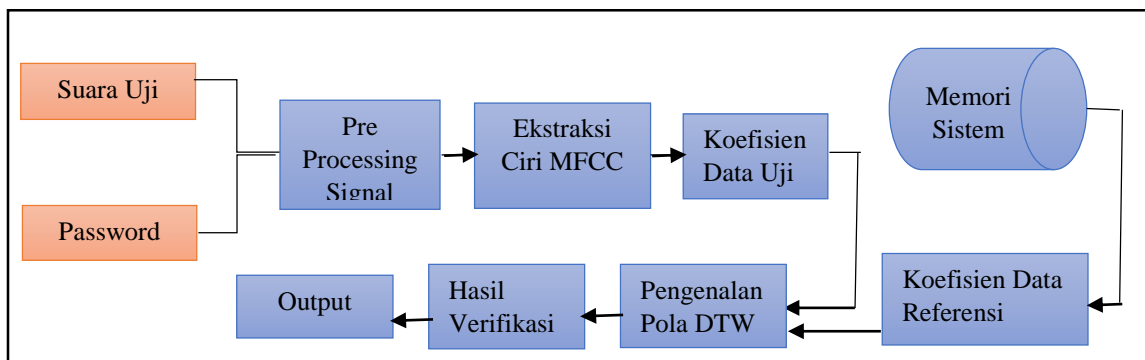 Suara Uji
Password
Pre
Processing
Signal
Ekstraksi
Ciri MFCC
Koefisien
Data Uji
Memori
Sistem
Output
Hasil
Verifikasi
Pengenalan
Pola DTW
Koefisien Data
Referensi